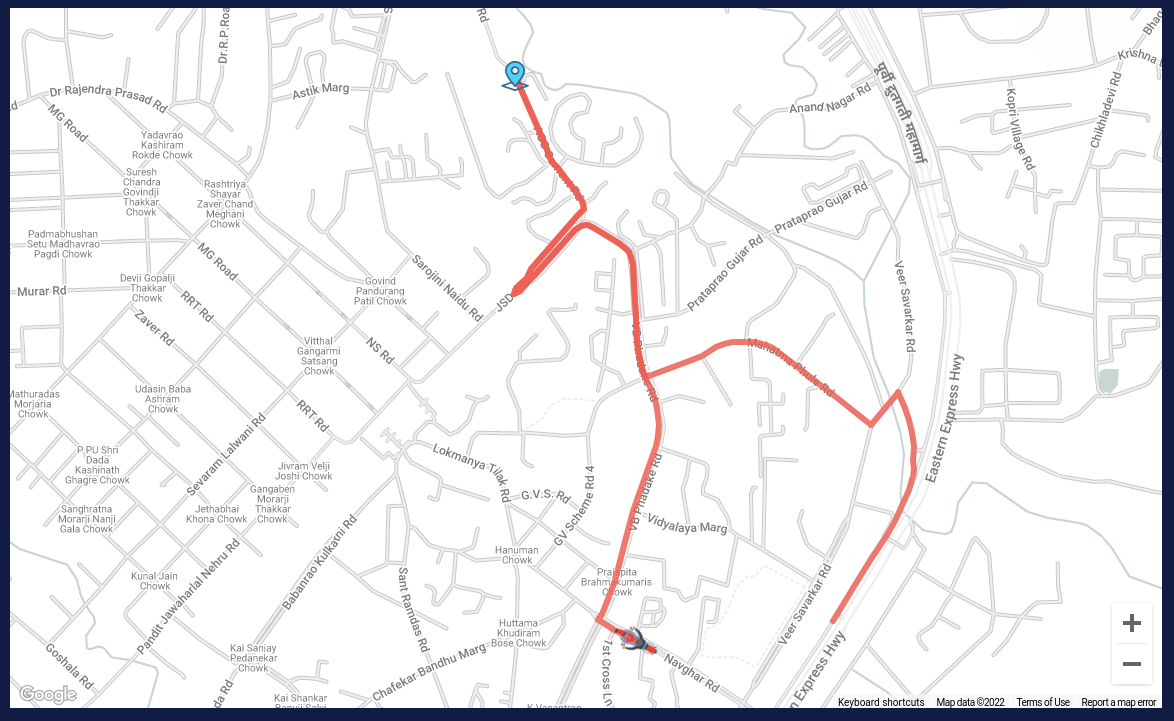 Dr.R.P.Roa
Rd
Dr Rajendra Prasad Rd
Astik Marg
MG Road
Yadavrao
Kashiram
Rokde Chowk
Suresh
Chandra
Govindji
Thakkar
Chowk
Rashtriya
Shayar
Zaver Chand
Meghani
Chowk
Padmabhushan
Setu Madhavrao
Pagdi Chowk
MG Road
Devji Gopalji
Thakkar
Chowk
Murar Rd
RRT Rd
Zaver Rd
Govind
Pandurang
Patil Chowk
Sarojini Naidu Rd
JSD
NS Rd
Vitthal
Gangarmi
Satsang
Chowk
Mathuradas
Morjaria
Chowk
Udasin Baba
Ashram
Chowk
RRT Rd
Sevaram Lalwani Rd
P.PU Shri
Dada
Kashinath
Ghagre Chowk
Jivram Velji
Joshi Chowk
Gangaben
Morarji
Thakkar
Chowk
Jethabhai
Khona Chowk
Sanghratna
Morarji Nanji
Gala Chowk
Kunal Jain
Chowk
Pandit Jawaharlal Nehru Rd
Babanrao Kulkarni Rd
Goshala Rd
Kai Sanjay
Pednekar
Chowk
Kai Shankar
da Rd
Sant Ramdas Rd
Chafekar Bandhu Marg
Lokmanya Tilak Rd
G.V.S. Rd
GV Scheme Rd 4
Hanuman
Chowk
Huttama
Khudiram
Bose Chowk
Prajapita
Brahmakumaris
Chowk
1st Cross Ln
Navghar Rd
VB Phadake Rd
VB Phadake Rd
Vidyalaya Marg
Mahatma Phule Rd
Veer Savarkar Rd
Veer Savarkar Rd
Eastern Express Hwy
n Express Hwy
Prataprao Gujar Rd
Prataprao Gujar Rd
Anand Nagar Rd
पूर्वी द्रुतगती महामार्ग
Kopri Village Rd
Chikhladevi Rd
Krishna
Google
Keyboard shortcuts
Map data ©2022
Terms of Use
Report a map error